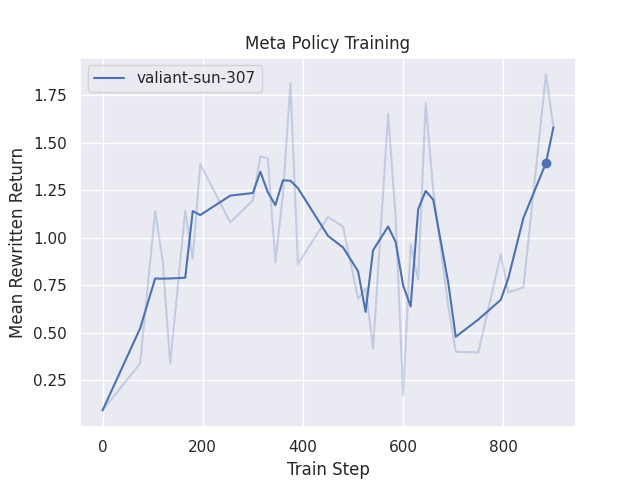 Meta Policy Training
valiant-sun-307
Mean Rewritten Return
1.75
1.50
1.25
1.00
0.75
0.50
0.25
0 200 400 600 800
Train Step